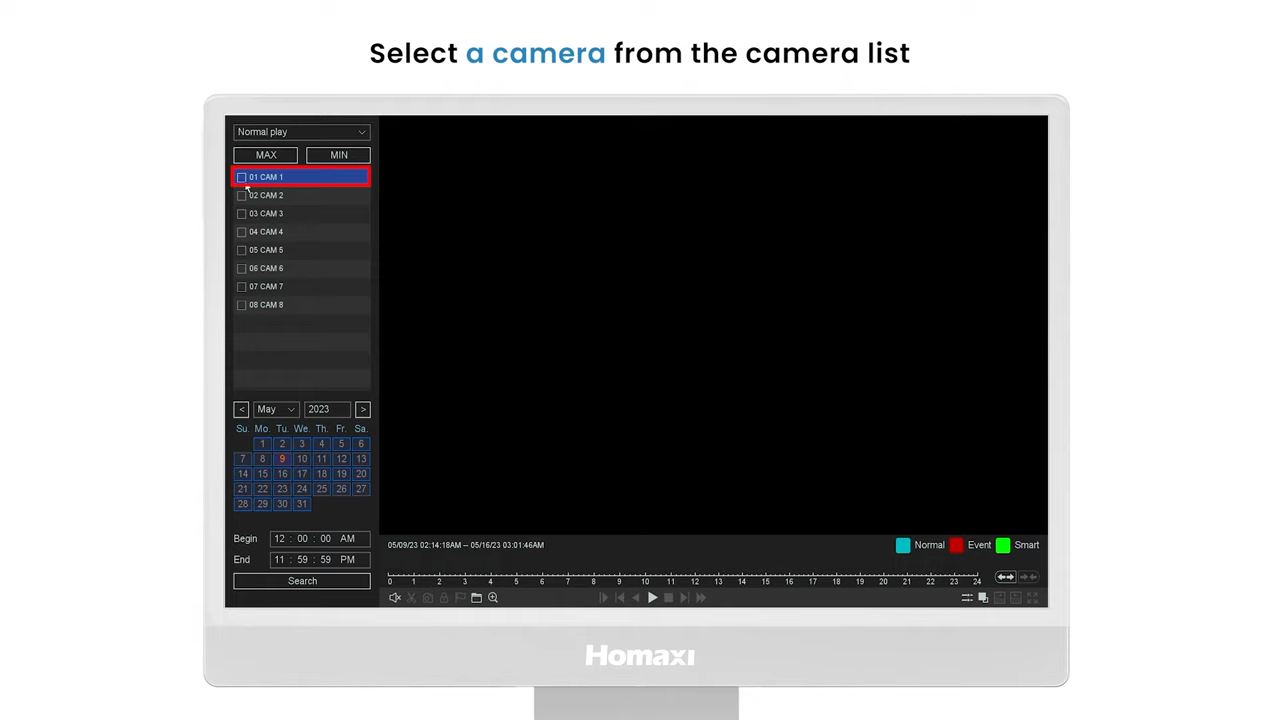 Select a camera from the camera list
Normal play
MAX MIN
01 CAM 1
02 CAM 2
03 CAM 3
04 CAM 4
05 CAM 5
06 CAM 6
07 CAM 7
08 CAM 8
< May 2023 >
Su. Mo. Tu. We. Th. Fr. Sa.
1 2 3 4 5 6
7 8 9 10 11 12 13
14 15 16 17 18 19 20
21 22 23 24 25 26 27
28 29 30 31
Begin 12 : 00 : 00 AM
End 11 : 59 : 59 PM
Search
05/09/23 02:14:18AM -- 05/16/23 03:01:46AM
Normal Event Smart
0 1 2 3 4 5 6 7 8 9 10 11 12 13 14 15 16 17 18 19 20 21 22 23 24
Homaxi